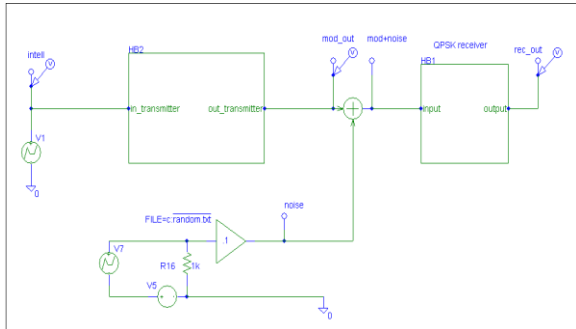 intell
HB2
mod_out
mod+noise
QPSK receiver
rec_out
HB1
in_transmitter
out_transmitter
input
output
V1
0
noise
FILE=c:random.txt
.1
V7
R16
1k
V5
0
V
V
V